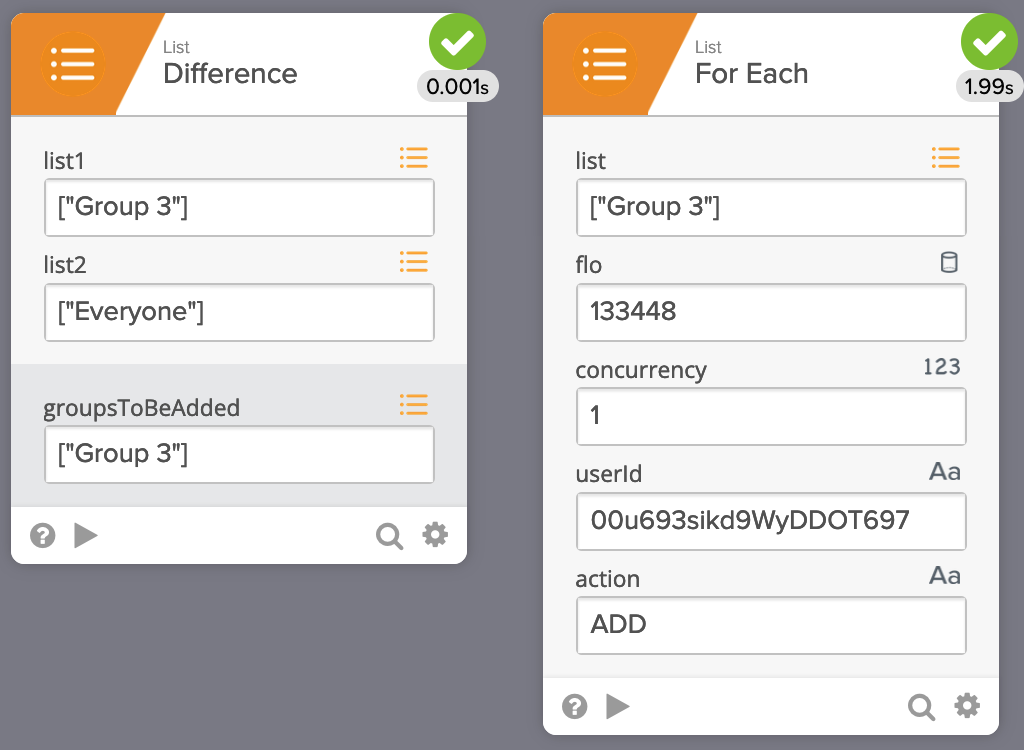 List
Difference
0.001s
list1
["Group 3"]
list2
["Everyone"]
groupsToBeAdded
["Group 3"]
List
For Each
1.99s
list
["Group 3"]
flo
133448
concurrency
123
1
userId
Aa
00u693sikd9WyDDOT697
action
Aa
ADD